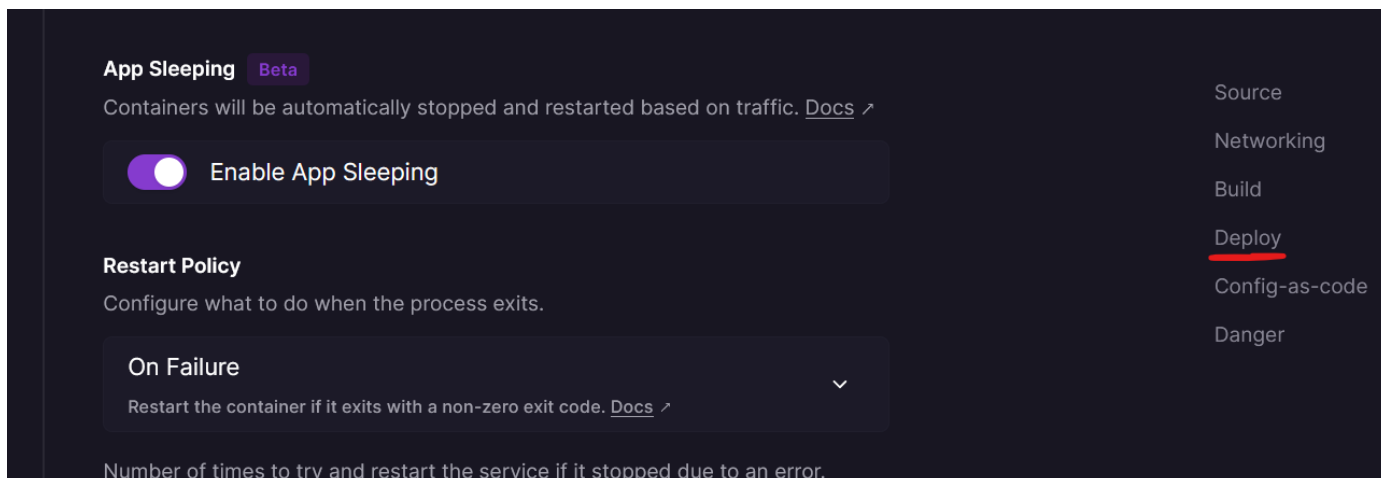 App Sleeping Beta
Containers will be automatically stopped and restarted based on traffic. Docs ↗
Enable App Sleeping
Restart Policy
Configure what to do when the process exits.
On Failure
Restart the container if it exits with a non-zero exit code. Docs ↗
Number of times to try and restart the service if it stopped due to an error.
Source
Networking
Build
Deploy
Config-as-code
Danger